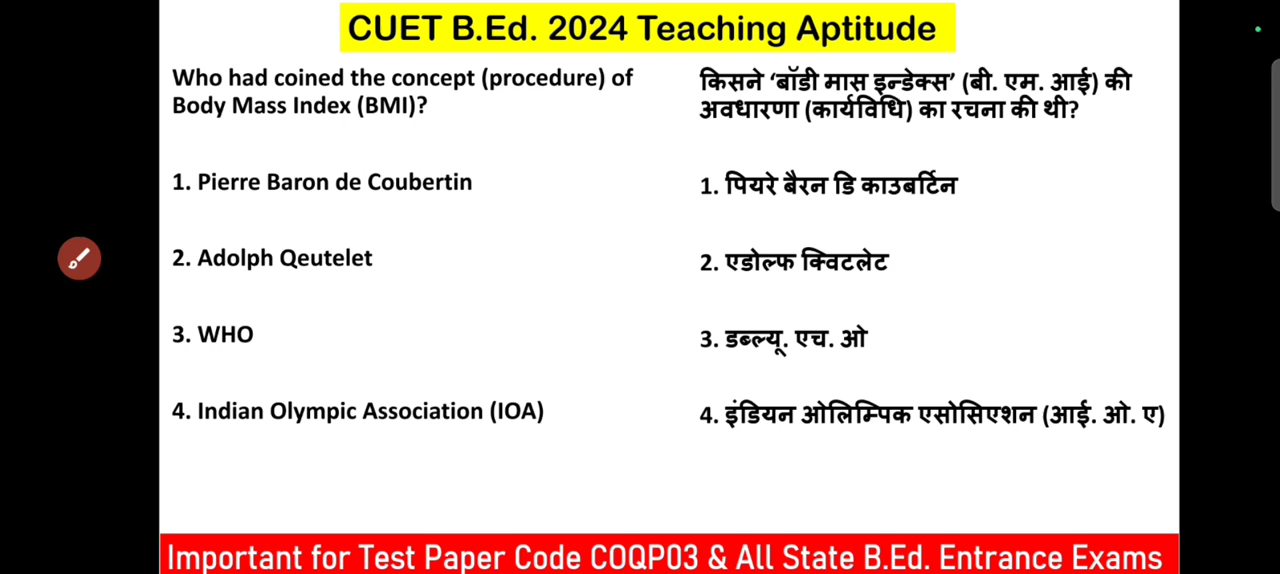 CUET B.Ed. 2024 Teaching Aptitude
Who had coined the concept (procedure) of
Body Mass Index (BMI)?
1. Pierre Baron de Coubertin
2. Adolph Qeutelet
3. WHO
4. Indian Olympic Association (IOA)
किसने ‘बॉडी मास इन्डेक्स’ (बी. एम. आई) की
अवधारणा (कार्यविधि) का रचना की थी?
1. पियरे बैरन डि काउबर्टिन
2. एडोल्फ क्विटलेट
3. डब्ल्यू. एच. ओ
4. इंडियन ओलिम्पिक एसोसिएशन (आई. ओ. ए)
Important for Test Paper Code COQP03 & All State B.Ed. Entrance Exams